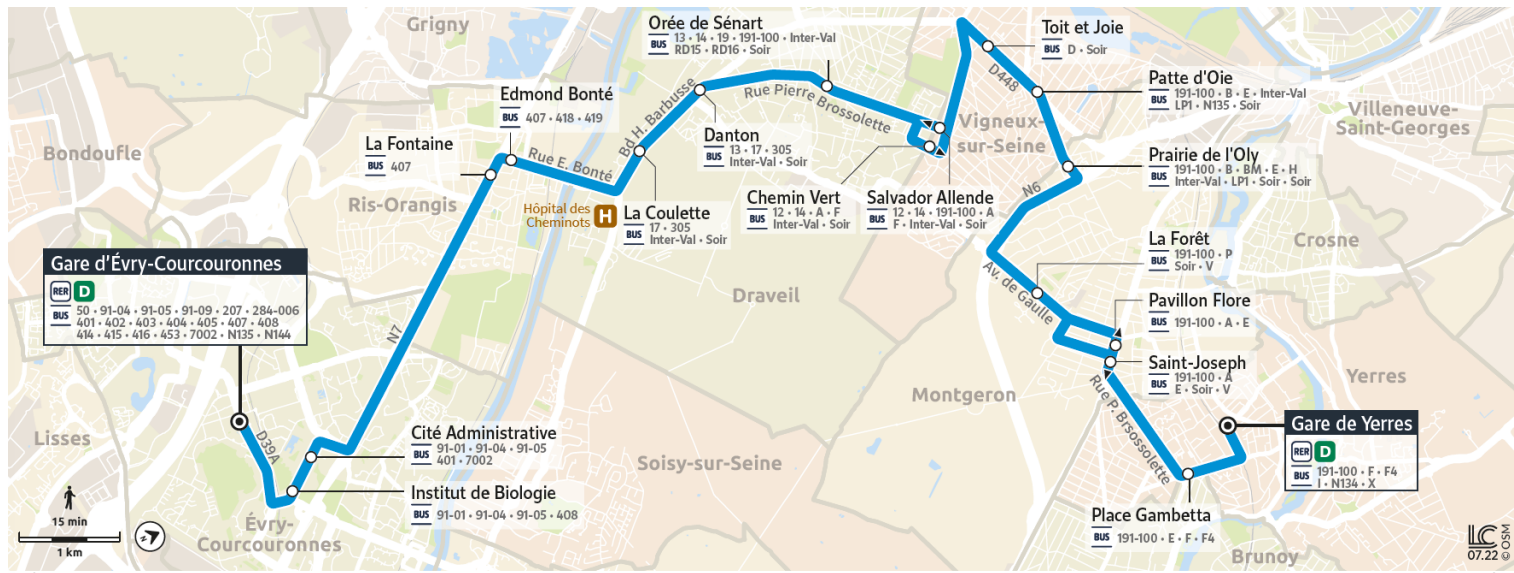 Grigny
Orée de Sénart
BUS 13 • 14 • 19 • 191-100 • Inter-Val
RD15 • RD16 • Soir
Toit et Joie
BUS D • Soir
D448
Patte d'Oie
BUS 191-100 • B • E • Inter-Val
LP1 • N135 • Soir
Villeneuve-
Saint-Georges
Edmond Bonté
BUS 407 • 418 • 419
Bd H. Barbusse
Rue Pierre Brossolette
Vigneux-
sur-Seine
Bondoufle
La Fontaine
BUS 407
Rue E. Bonté
Danton
BUS 13 • 17 • 305
Inter-Val • Soir
Prairie de l'Oly
BUS 191-100 • B • BM • E • H
Inter-Val • LP1 • Soir • Soir
Ris-Orangis
Hôpital des
Cheminots
H
La Coulette
BUS 17 • 305
Inter-Val • Soir
Chemin Vert
BUS 12 • 14 • A • F
Inter-Val • Soir
Salvador Allende
BUS 12 • 14 • 191-100 • A
F • Inter-Val • Soir
N6
La Forêt
BUS 191-100 • P
Soir • V
Crosne
Gare d'Évry-Courcouronnes
RER D
BUS 50 • 91-04 • 91-05 • 91-09 • 207 • 284-006
401 • 402 • 403 • 404 • 405 • 407 • 408
414 • 415 • 416 • 453 • 7002 • N135 • N144
N7
Draveil
Av. de Gaulle
Pavillon Flore
BUS 191-100 • A • E
Saint-Joseph
BUS 191-100 • A
E • Soir • V
Yerres
Montgeron
Rue P. Brsossolette
Lisses
D39A
Cité Administrative
BUS 91-01 • 91-04 • 91-05
401 • 7002
Soisy-sur-Seine
Gare de Yerres
RER D
BUS 191-100 • F • F4
I • N134 • X
Institut de Biologie
BUS 91-01 • 91-04 • 91-05 • 408
15 min
1 km
Évry-
Courcouronnes
Place Gambetta
BUS 191-100 • E • F • F4
Brunoy
LC
07.22 © OSM